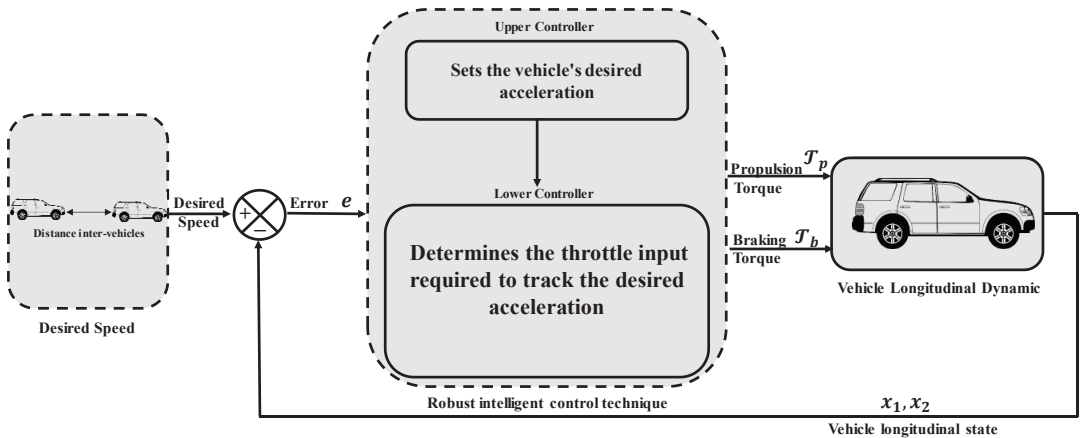 Upper Controller
Sets the vehicle's desired
acceleration
Lower Controller
Determines the throttle input
required to track the desired
acceleration
Distance inter-vehicles
Desired Speed
Desired
Speed
+
−
Error e
Propulsion 𝒯p
Torque
Braking 𝒯b
Torque
Vehicle Longitudinal Dynamic
Robust intelligent control technique
x₁, x₂
Vehicle longitudinal state